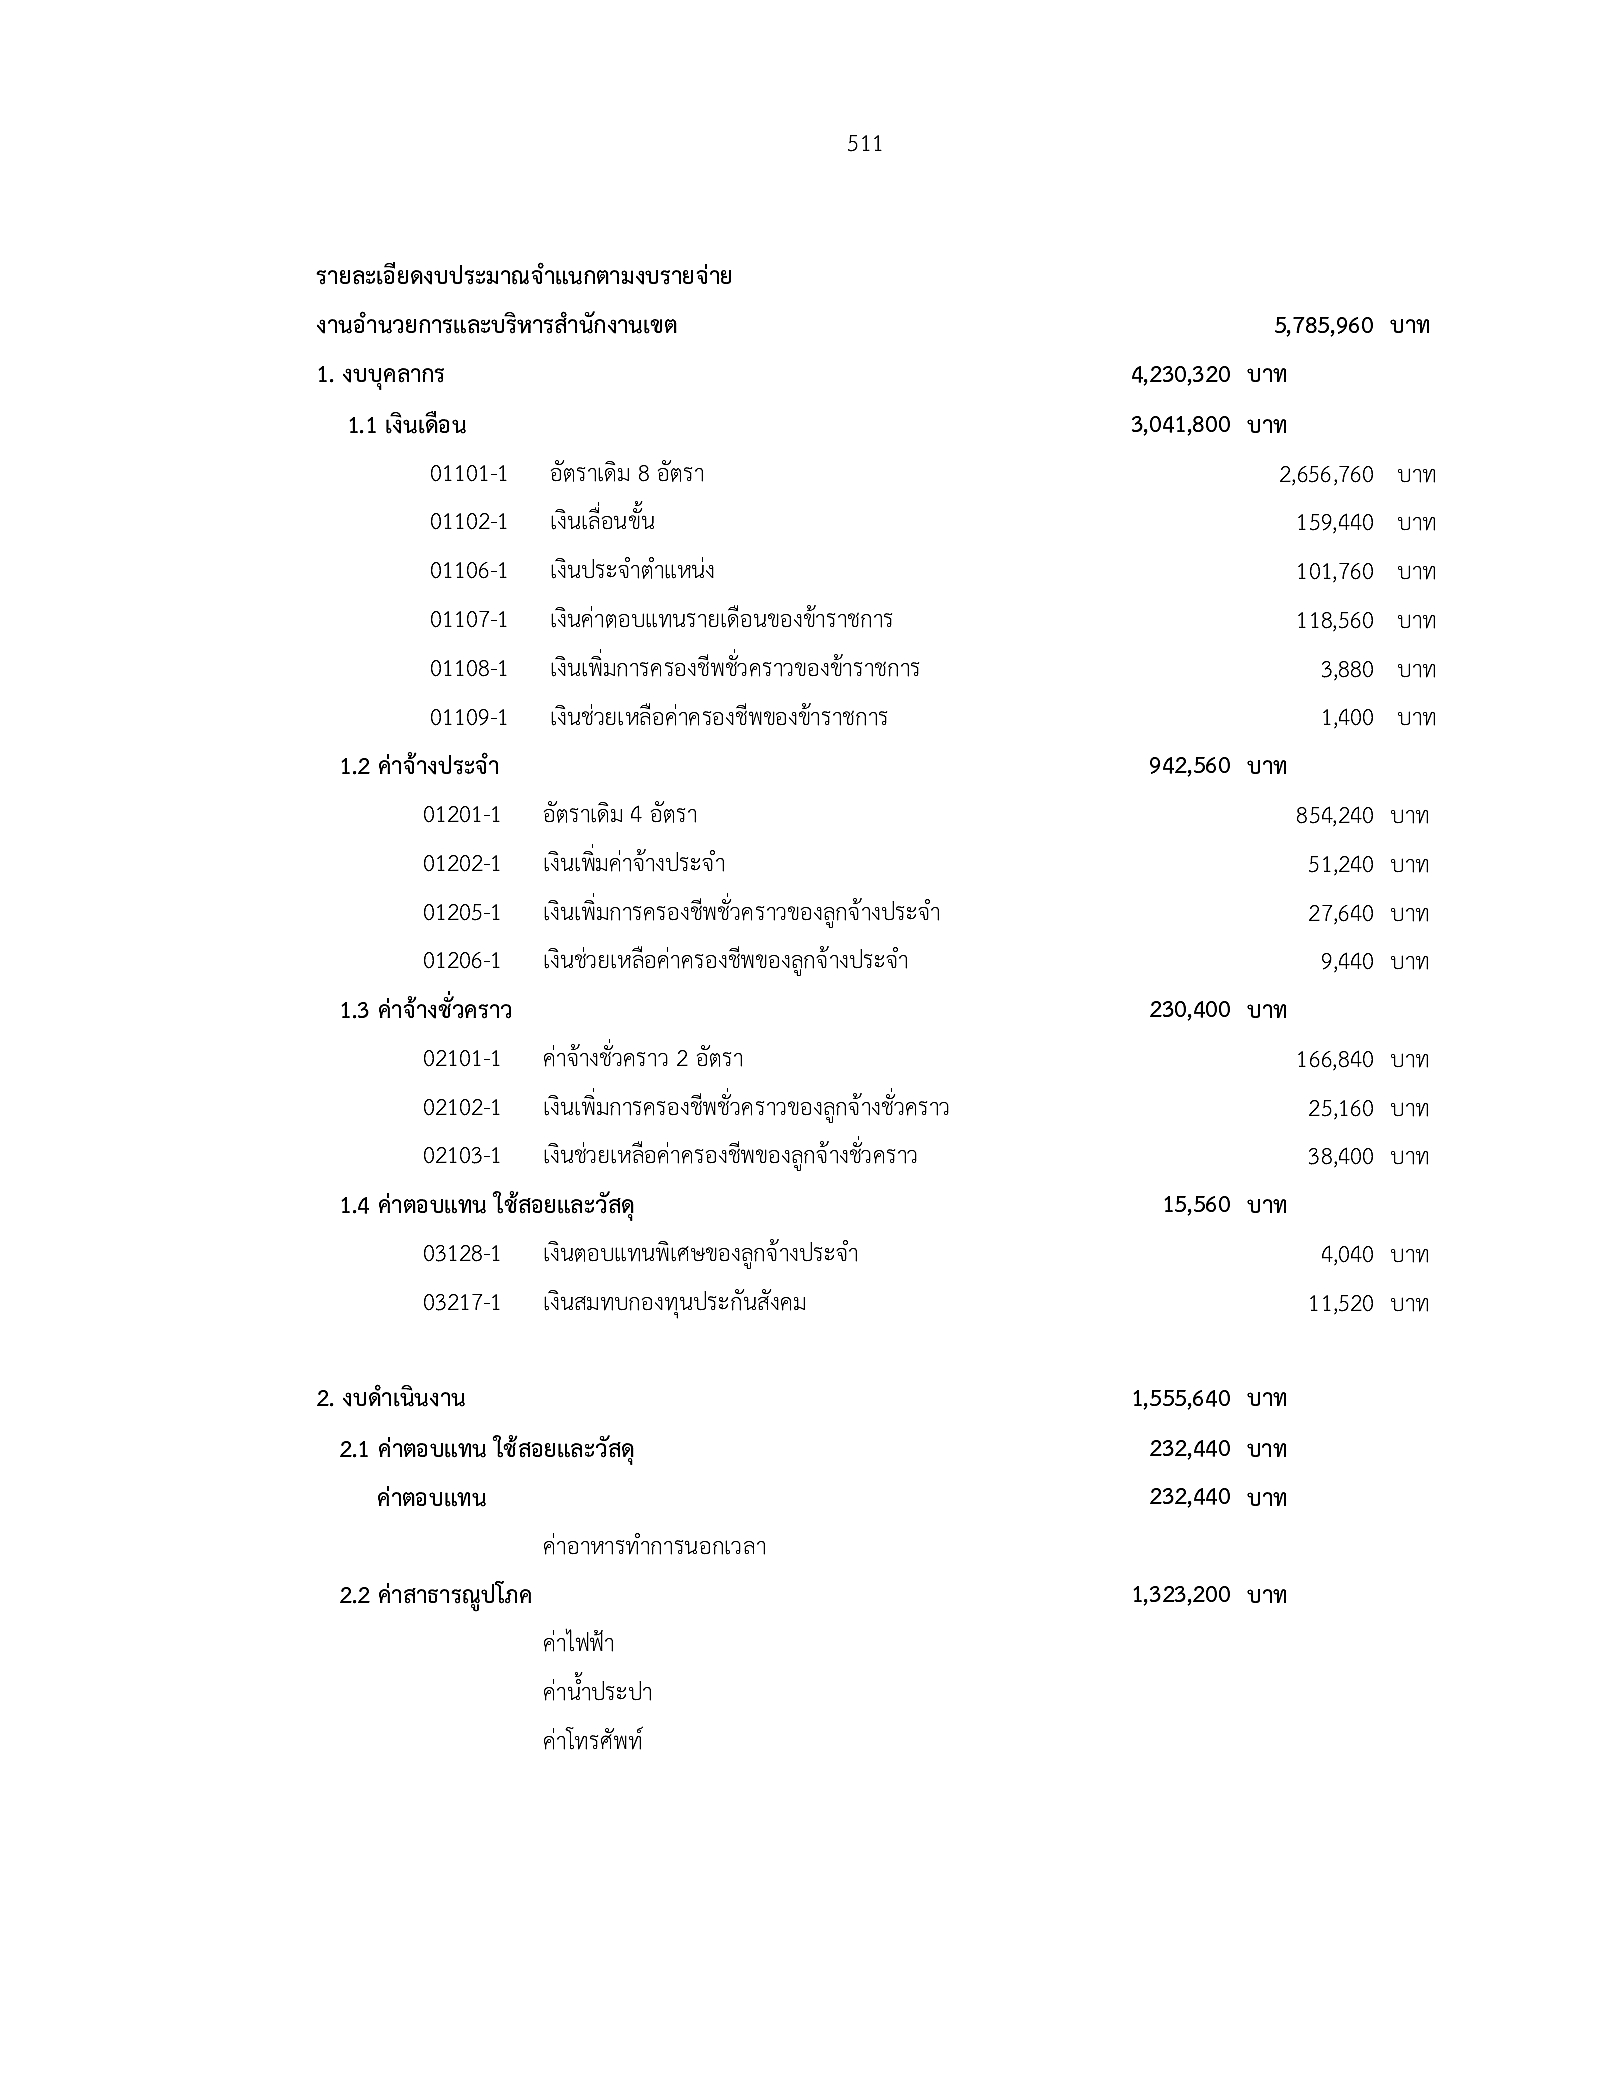 511
รายละเอียดงบประมาณจำแนกตามงบรายจ่าย
งานอำนวยการและบริหารสำนักงานเขต 5,785,960 บาท
1. งบบุคลากร 4,230,320 บาท
1.1 เงินเดือน 3,041,800 บาท
01101-1 อัตราเดิม 8 อัตรา 2,656,760 บาท
01102-1 เงินเลื่อนขั้น 159,440 บาท
01106-1 เงินประจำตำแหน่ง 101,760 บาท
01107-1 เงินค่าตอบแทนรายเดือนของข้าราชการ 118,560 บาท
01108-1 เงินเพิ่มการครองชีพชั่วคราวของข้าราชการ 3,880 บาท
01109-1 เงินช่วยเหลือค่าครองชีพของข้าราชการ 1,400 บาท
1.2 ค่าจ้างประจำ 942,560 บาท
01201-1 อัตราเดิม 4 อัตรา 854,240 บาท
01202-1 เงินเพิ่มค่าจ้างประจำ 51,240 บาท
01205-1 เงินเพิ่มการครองชีพชั่วคราวของลูกจ้างประจำ 27,640 บาท
01206-1 เงินช่วยเหลือค่าครองชีพของลูกจ้างประจำ 9,440 บาท
1.3 ค่าจ้างชั่วคราว 230,400 บาท
02101-1 ค่าจ้างชั่วคราว 2 อัตรา 166,840 บาท
02102-1 เงินเพิ่มการครองชีพชั่วคราวของลูกจ้างชั่วคราว 25,160 บาท
02103-1 เงินช่วยเหลือค่าครองชีพของลูกจ้างชั่วคราว 38,400 บาท
1.4 ค่าตอบแทน ใช้สอยและวัสดุ 15,560 บาท
03128-1 เงินตอบแทนพิเศษของลูกจ้างประจำ 4,040 บาท
03217-1 เงินสมทบกองทุนประกันสังคม 11,520 บาท
2. งบดำเนินงาน 1,555,640 บาท
2.1 ค่าตอบแทน ใช้สอยและวัสดุ 232,440 บาท
ค่าตอบแทน 232,440 บาท
ค่าอาหารทำการนอกเวลา
2.2 ค่าสาธารณูปโภค 1,323,200 บาท
ค่าไฟฟ้า
ค่าน้ำประปา
ค่าโทรศัพท์